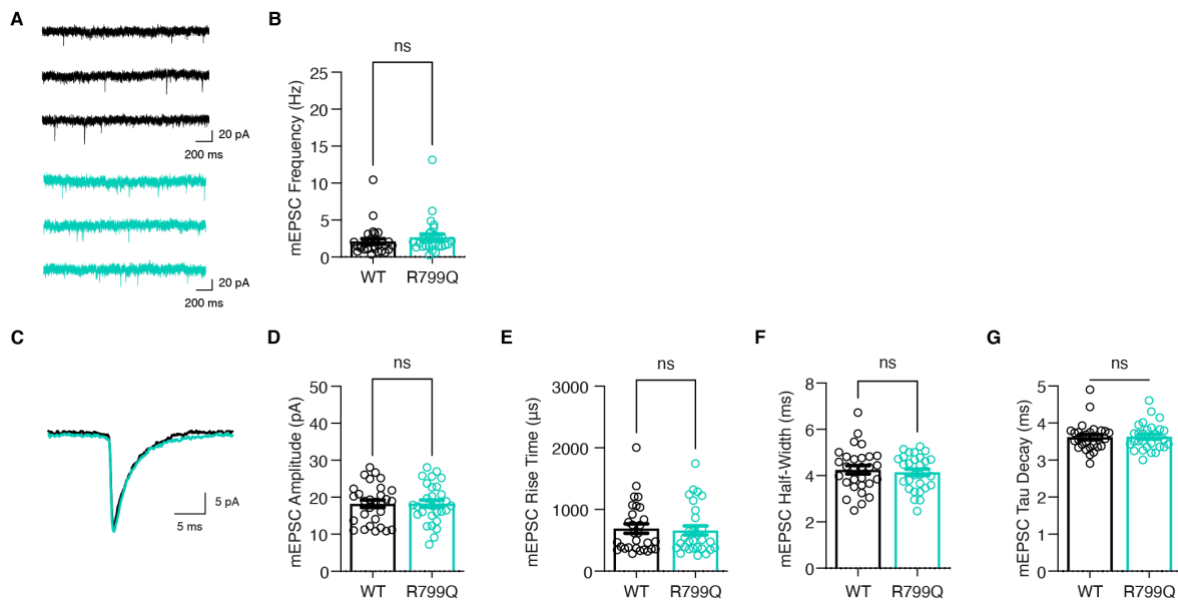 A
20 pA
200 ms
20 pA
200 ms
B
ns
mEPSC Frequency (Hz)
25
20
15
10
5
0
WT R799Q
C
5 pA
5 ms
D
ns
mEPSC Amplitude (pA)
50
40
30
20
10
0
WT R799Q
E
ns
mEPSC Rise Time (µs)
3000
2000
1000
0
WT R799Q
F
ns
mEPSC Half-Width (ms)
8
6
4
2
0
WT R799Q
G
ns
mEPSC Tau Decay (ms)
5
4
3
2
1
0
WT R799Q